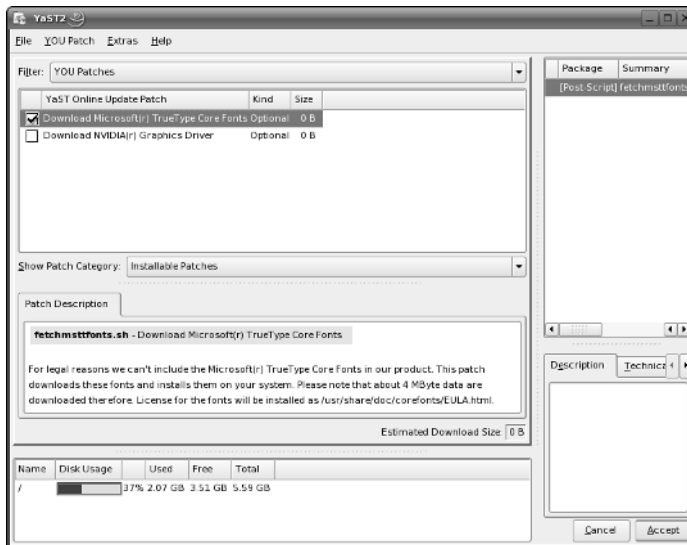 YaST2
File YOU Patch Extras Help
Filter: YOU Patches
YaST Online Update Patch Kind Size
Download Microsoft(r) TrueType Core Fonts Optional 0 B
Download NVIDIA(r) Graphics Driver Optional 0 B
Show Patch Category: Installable Patches
Patch Description
fetchmsttfonts.sh - Download Microsoft(r) TrueType Core Fonts
For legal reasons we can't include the Microsoft(r) TrueType Core Fonts in our product. This patch
downloads these fonts and installs them on your system. Please note that about 4 MByte data are
downloaded therefore. License for the fonts will be installed as /usr/share/doc/corefonts/EULA.html.
Estimated Download Size: 0 B
Name Disk Usage Used Free Total
/ 37% 2.07 GB 3.51 GB 5.59 GB
Package Summary
[Post-Script] fetchmsttfonts
Description Technica
Cancel Accept